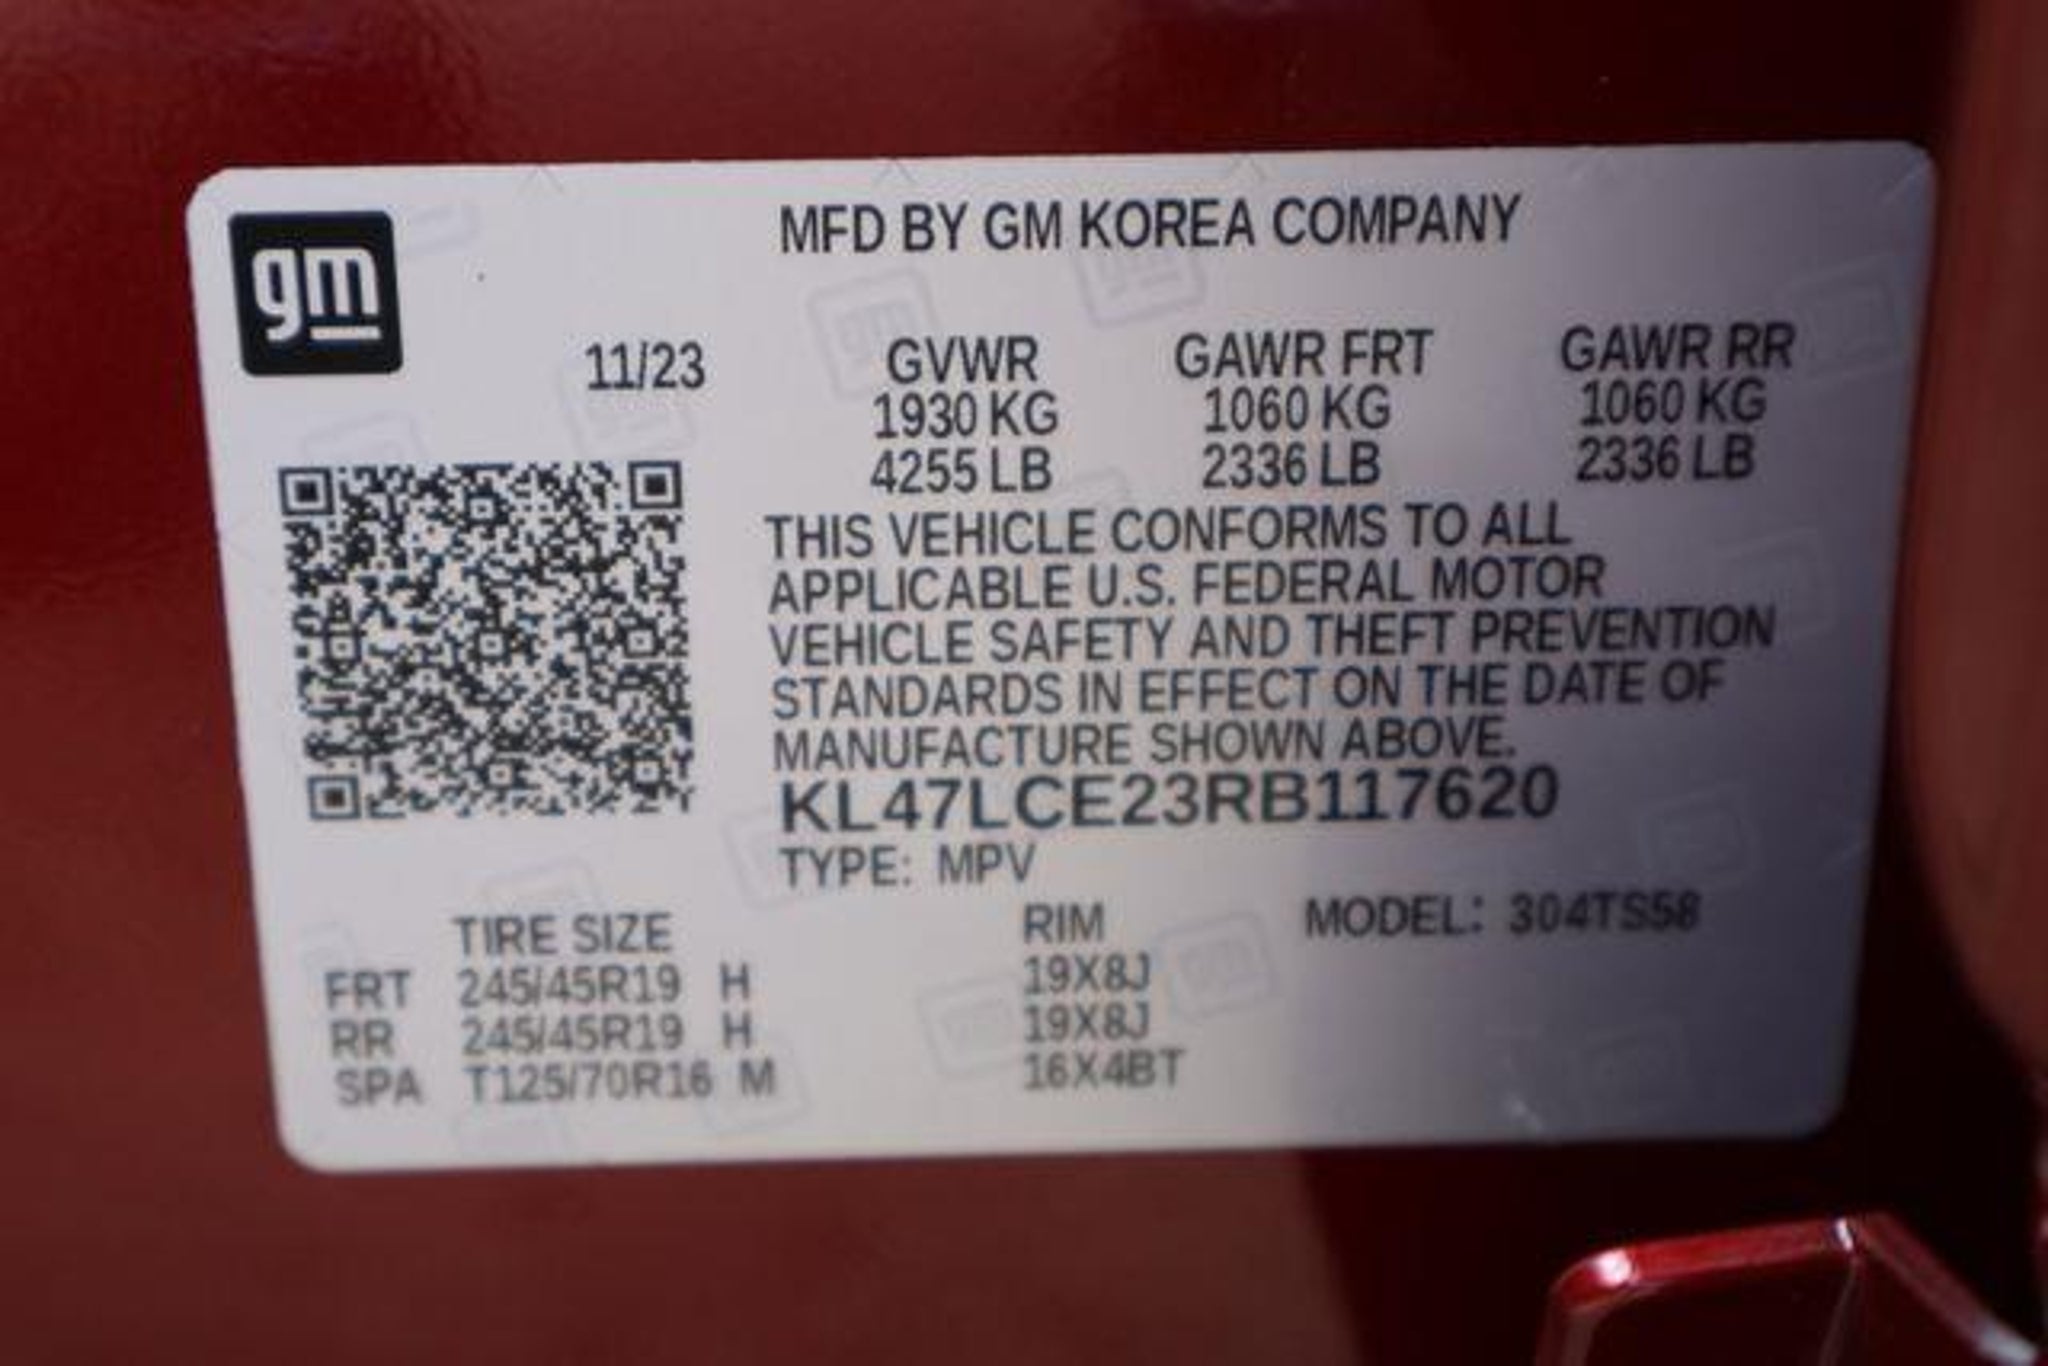 gm
MFD BY GM KOREA COMPANY
11/23 GVWR GAWR FRT GAWR RR
1930 KG 1060 KG 1060 KG
4255 LB 2336 LB 2336 LB
THIS VEHICLE CONFORMS TO ALL
APPLICABLE U.S. FEDERAL MOTOR
VEHICLE SAFETY AND THEFT PREVENTION
STANDARDS IN EFFECT ON THE DATE OF
MANUFACTURE SHOWN ABOVE.
KL47LCE23RB117620
TYPE: MPV
TIRE SIZE RIM MODEL: 304TS58
FRT 245/45R19 H 19X8J
RR 245/45R19 H 19X8J
SPA T125/70R16 M 16X4BT